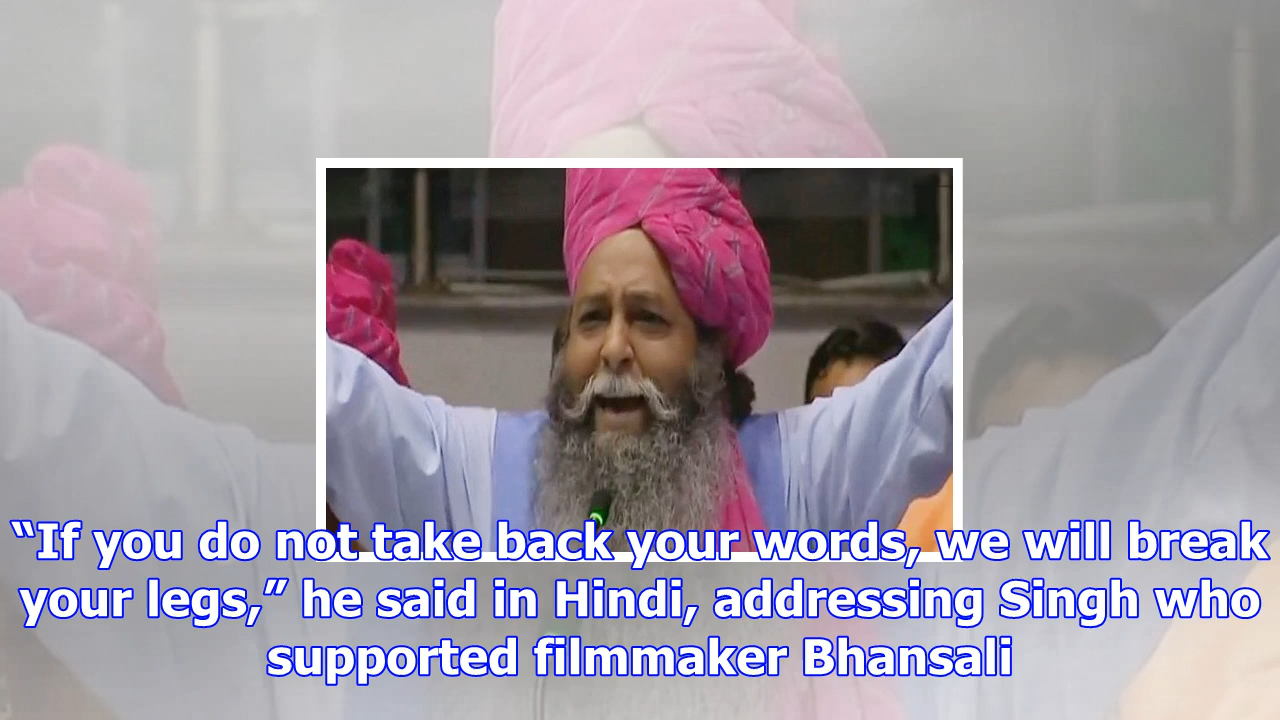 “If you do not take back your words, we will break
your legs,” he said in Hindi, addressing Singh who
supported filmmaker Bhansali